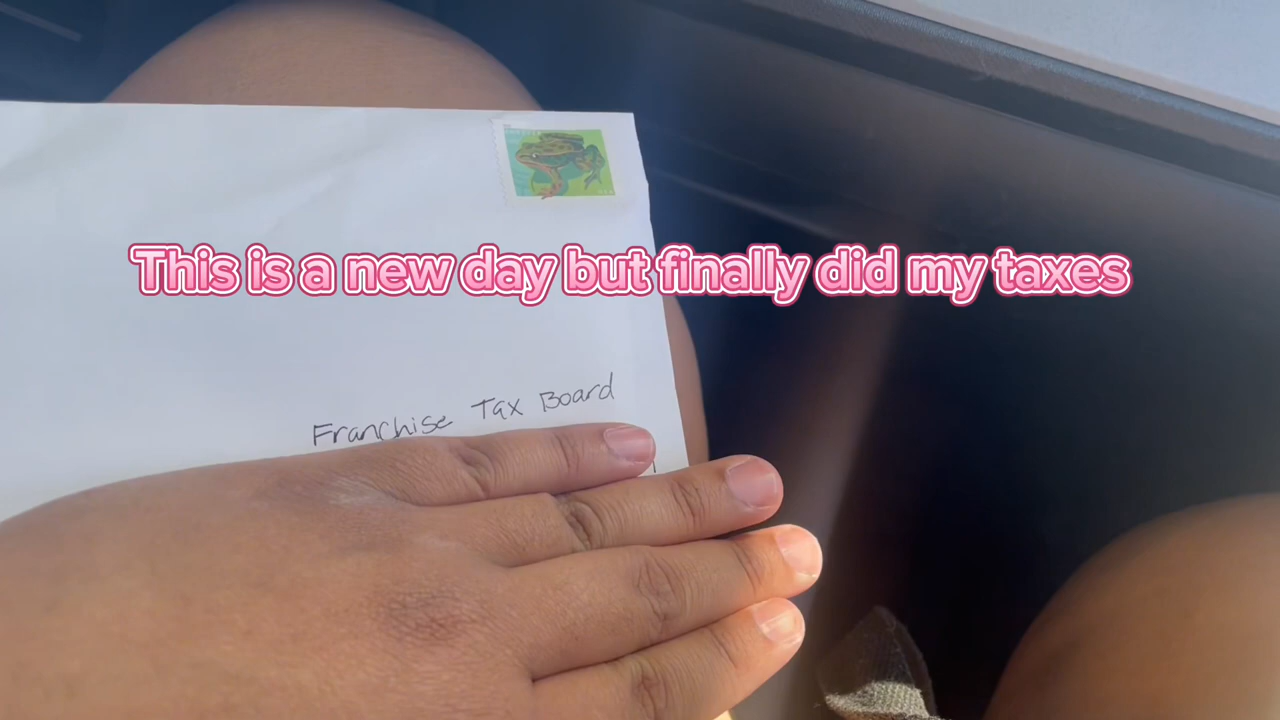 This is a new day but finally did my taxes
Franchise Tax Board